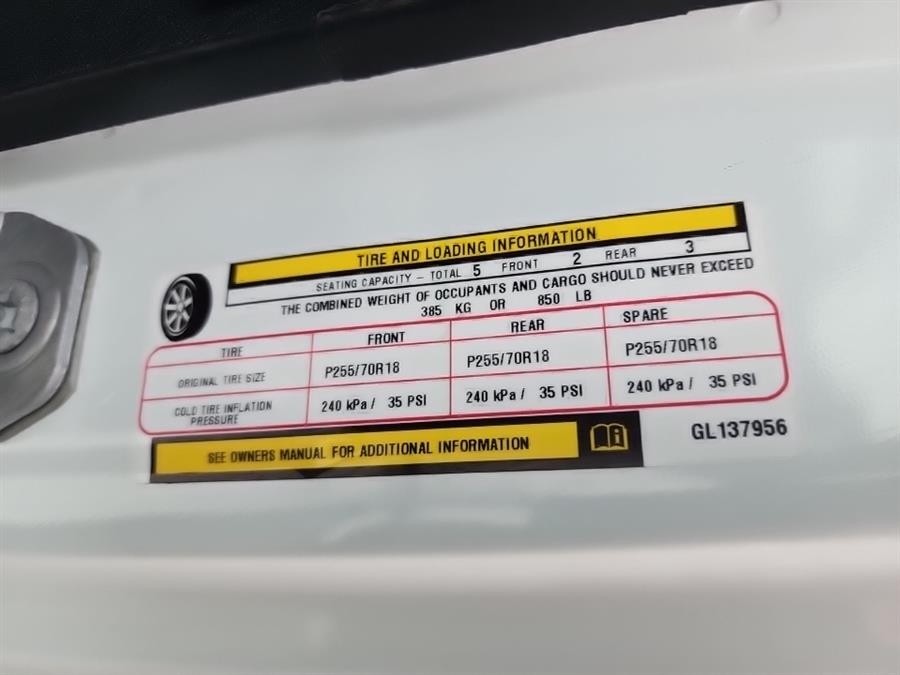 TIRE AND LOADING INFORMATION
SEATING CAPACITY – TOTAL 5 FRONT 2 REAR 3
THE COMBINED WEIGHT OF OCCUPANTS AND CARGO SHOULD NEVER EXCEED
385 KG OR 850 LB
TIRE FRONT REAR SPARE
ORIGINAL TIRE SIZE P255/70R18 P255/70R18 P255/70R18
COLD TIRE INFLATION PRESSURE 240 kPa / 35 PSI 240 kPa / 35 PSI 240 kPa / 35 PSI
SEE OWNERS MANUAL FOR ADDITIONAL INFORMATION
GL137956